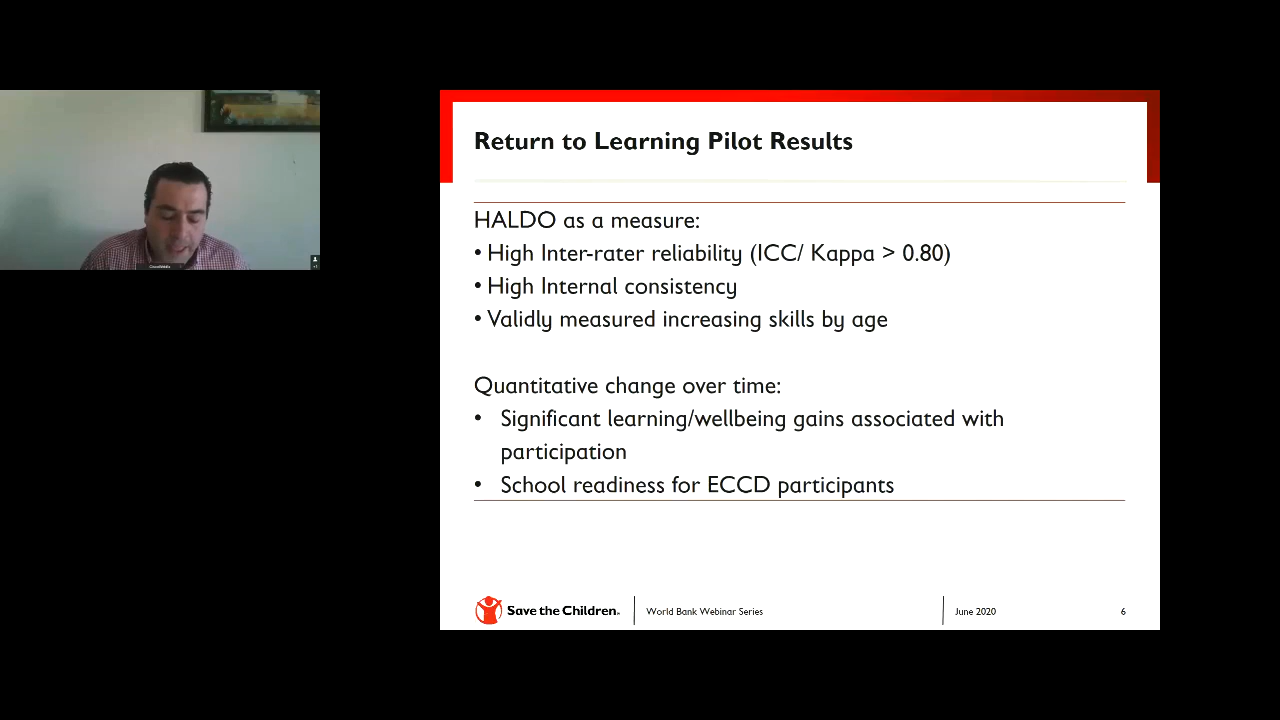 Return to Learning Pilot Results
HALDO as a measure:
• High Inter-rater reliability (ICC/ Kappa > 0.80)
• High Internal consistency
• Validly measured increasing skills by age
Quantitative change over time:
• Significant learning/wellbeing gains associated with
participation
• School readiness for ECCD participants
Save the Children.
World Bank Webinar Series
June 2020
6